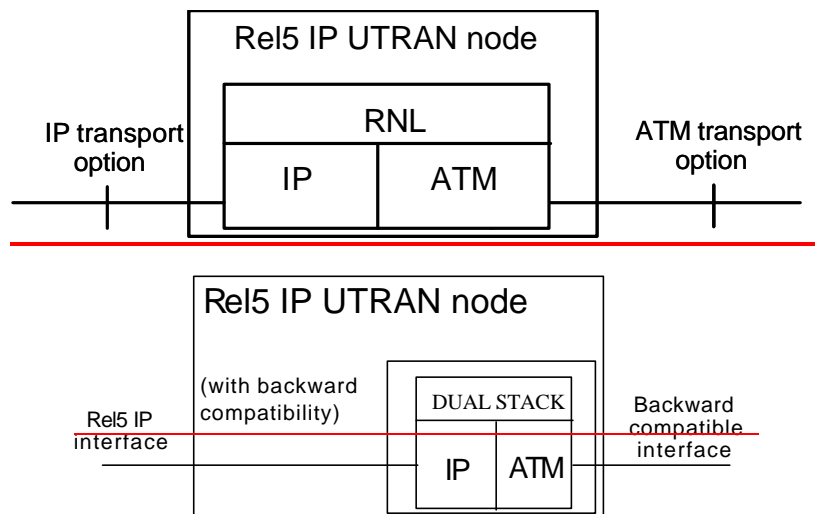 Rel5 IP UTRAN node
RNL
IP transport
option
ATM transport
option
IP
ATM
Rel5 IP UTRAN node
(with backward
compatibility)
DUAL STACK
Rel5 IP
interface
Backward
compatible
interface
IP
ATM